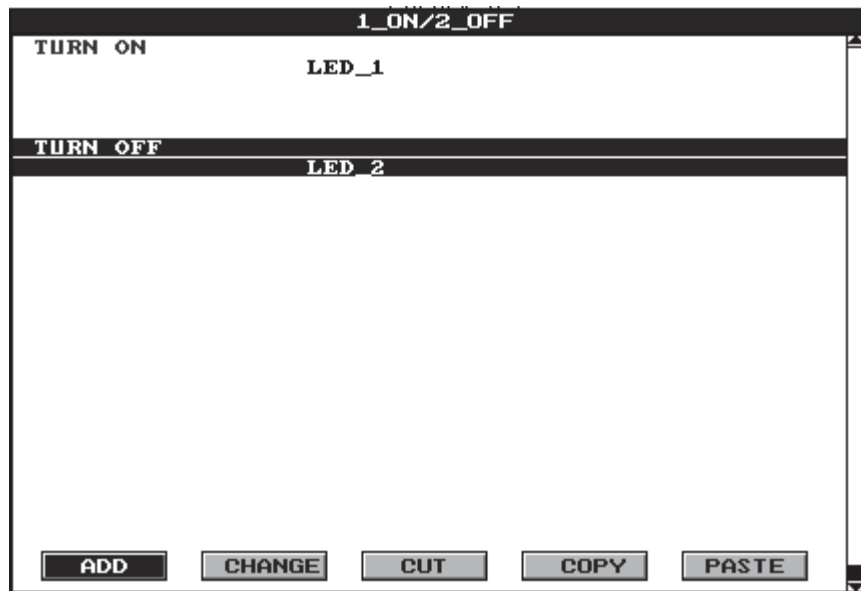 1_ON/2_OFF
TURN ON
LED_1
TURN OFF
LED_2
ADD CHANGE CUT COPY PASTE